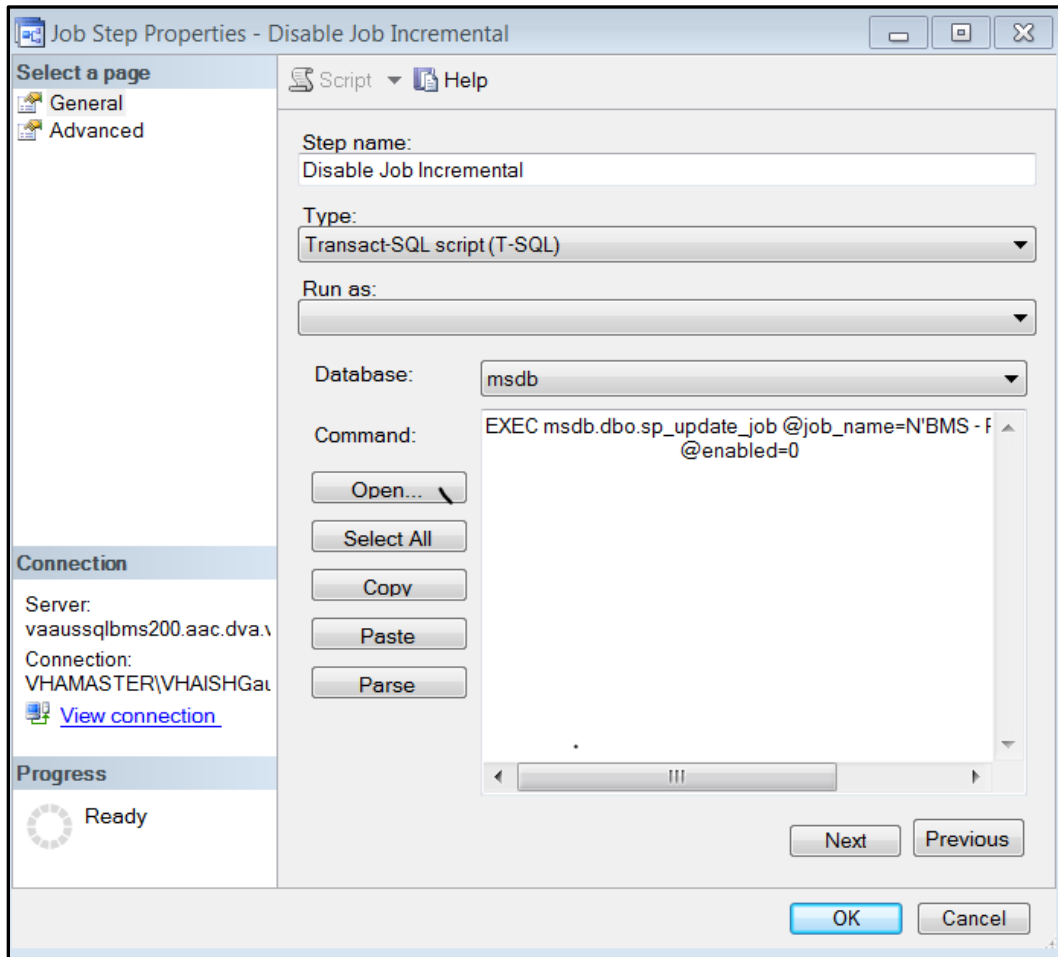 Job Step Properties - Disable Job Incremental
Select a page
General
Advanced
Script
Help
Step name:
Disable Job Incremental
Type:
Transact-SQL script (T-SQL)
Run as:
Database:
msdb
Command:
EXEC msdb.dbo.sp_update_job @job_name=N'BMS -
@enabled=0
Open...
Select All
Copy
Paste
Parse
Connection
Server:
vaaussqlbms200.aac.dva.v
Connection:
VHAMASTER\VHAISHGau
View connection
Progress
Ready
Next
Previous
OK
Cancel